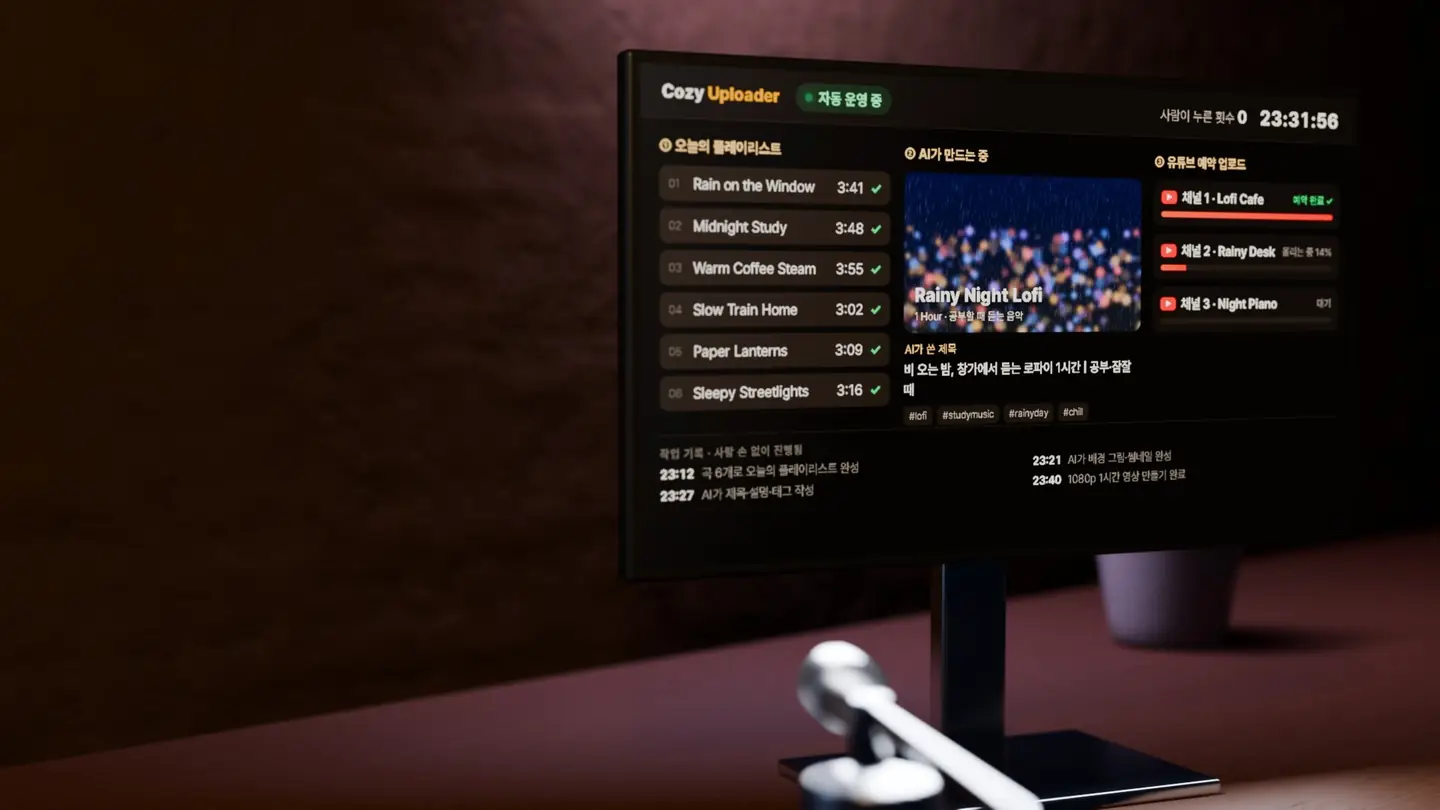 Cozy Uploader
자동 운영 중
사람이 누른 횟수 0
23:31:56
① 오늘의 플레이리스트
01 Rain on the Window 3:41 ✓
02 Midnight Study 3:48 ✓
03 Warm Coffee Steam 3:55 ✓
04 Slow Train Home 3:02 ✓
05 Paper Lanterns 3:09 ✓
06 Sleepy Streetlights 3:16 ✓
② AI가 만드는 중
Rainy Night Lofi
1 Hour · 공부할 때 듣는 음악
AI가 쓴 제목
비 오는 밤, 창가에서 듣는 로파이 1시간 | 공부·잠잘
때
#lofi #studymusic #rainyday #chill
③ 유튜브 예약 업로드
채널 1 · Lofi Cafe 예약 완료 ✓
채널 2 · Rainy Desk 올리는 중 14%
채널 3 · Night Piano 대기
작업 기록 · 사람 손 없이 진행됨
23:12 곡 6개로 오늘의 플레이리스트 완성
23:27 AI가 제목·설명·태그 작성
23:21 AI가 배경 그림·썸네일 완성
23:40 1080p 1시간 영상 만들기 완료